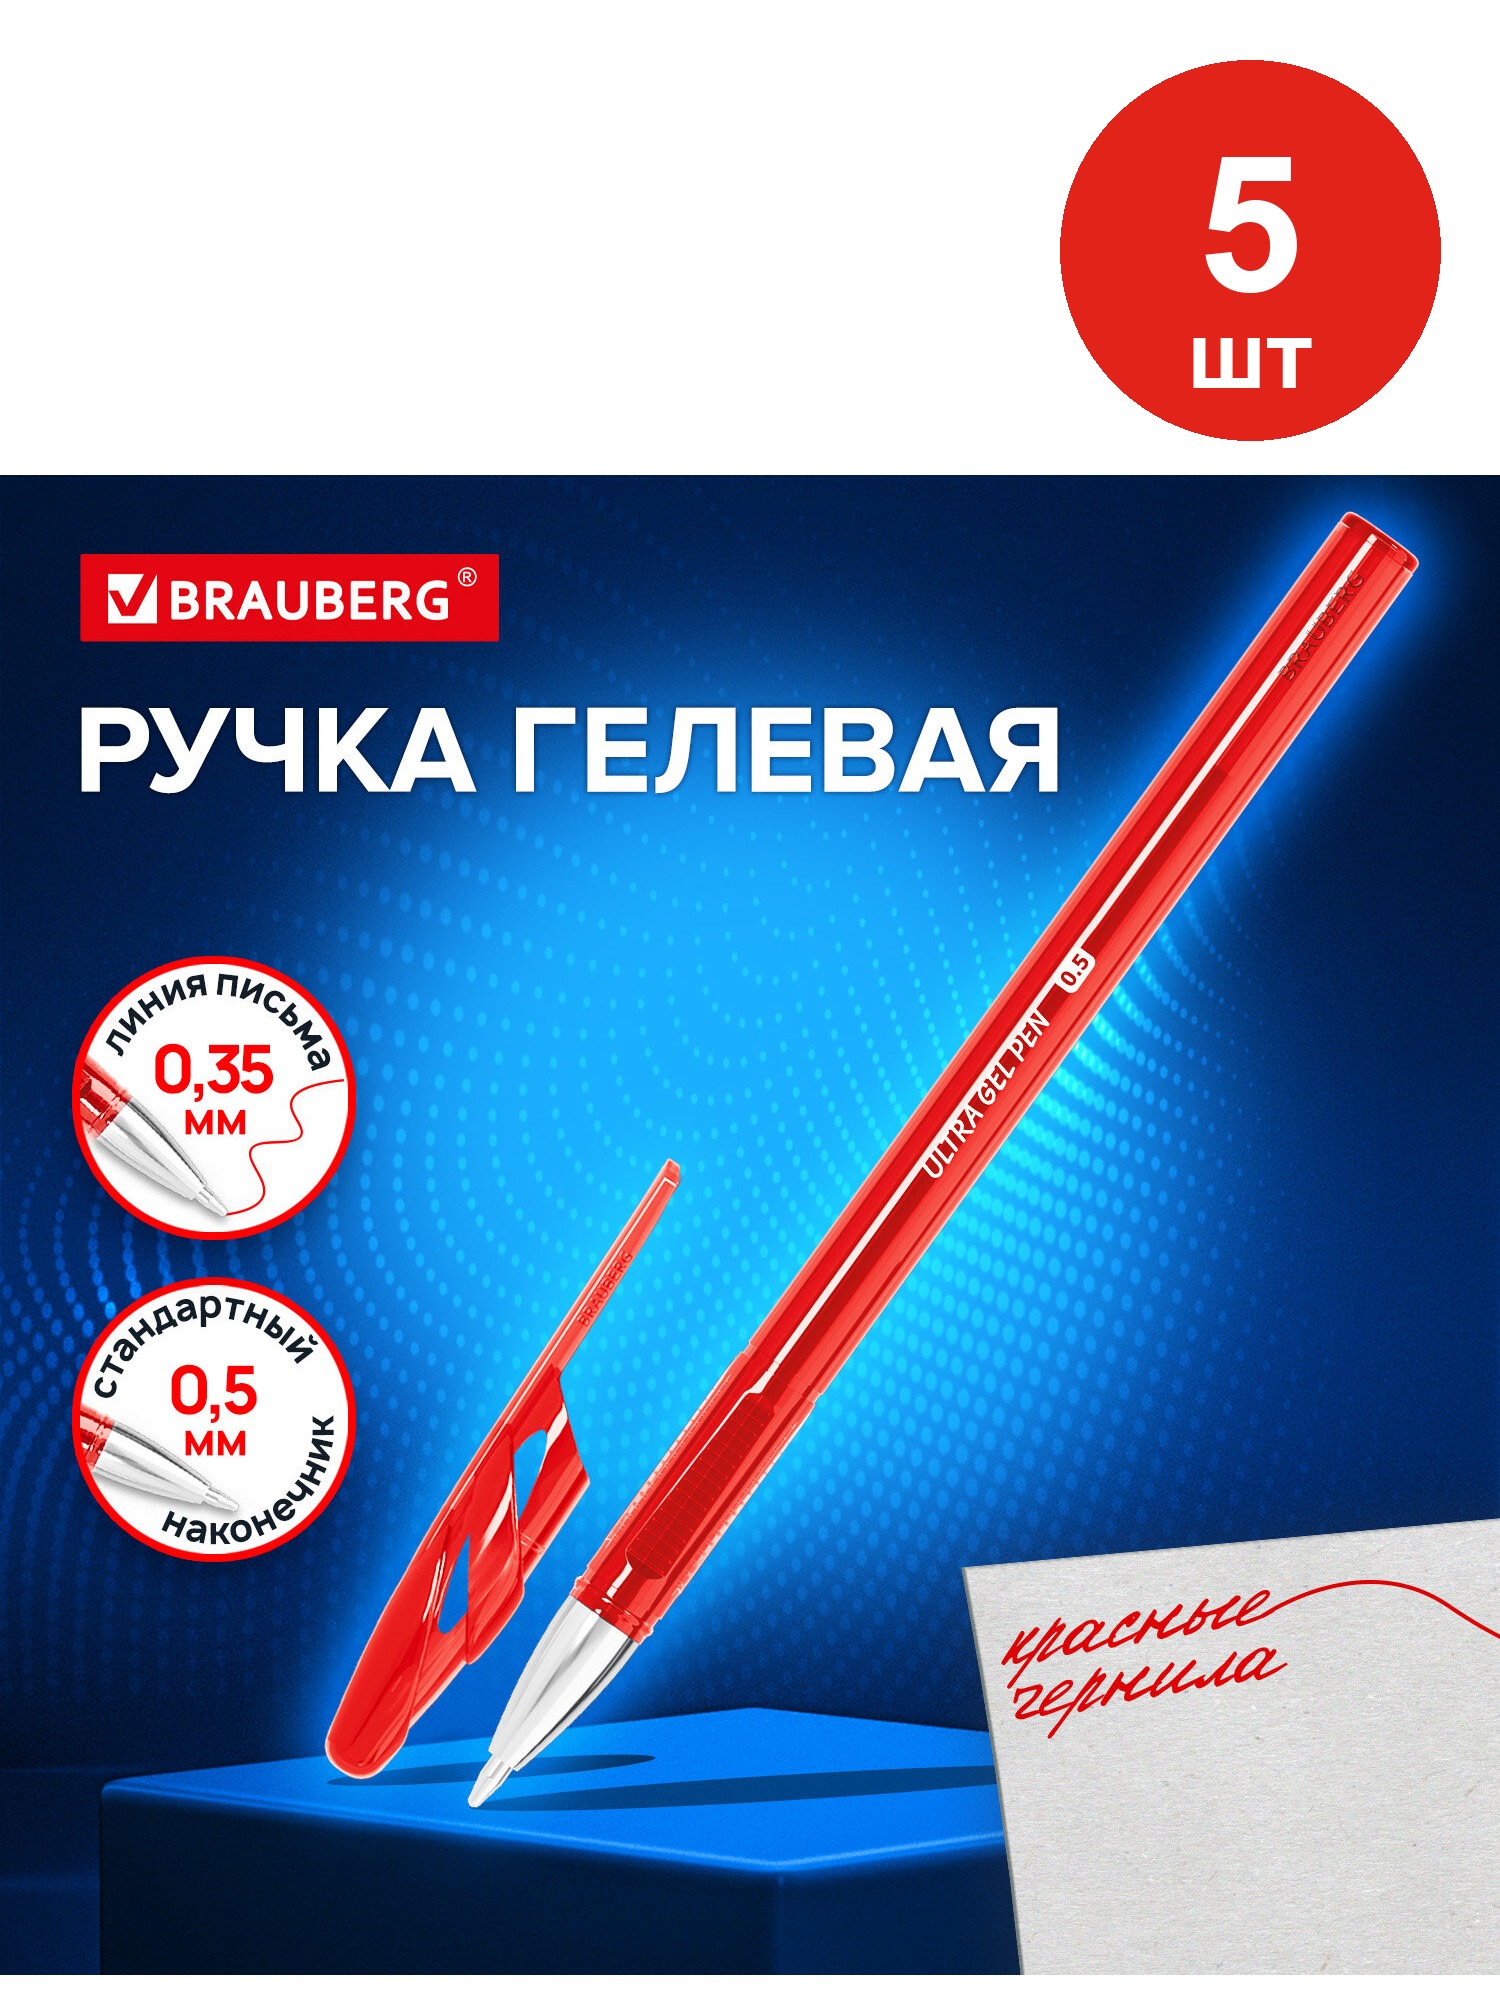 5
шт
BRAUBERG®
РУЧКА ГЕЛЕВАЯ
BRAUBERG
ULTRA GEL PEN 0.5
линия письма
0,35
мм
BRAUBERG
стандартный
0,5
мм
наконечник
красные
чернила